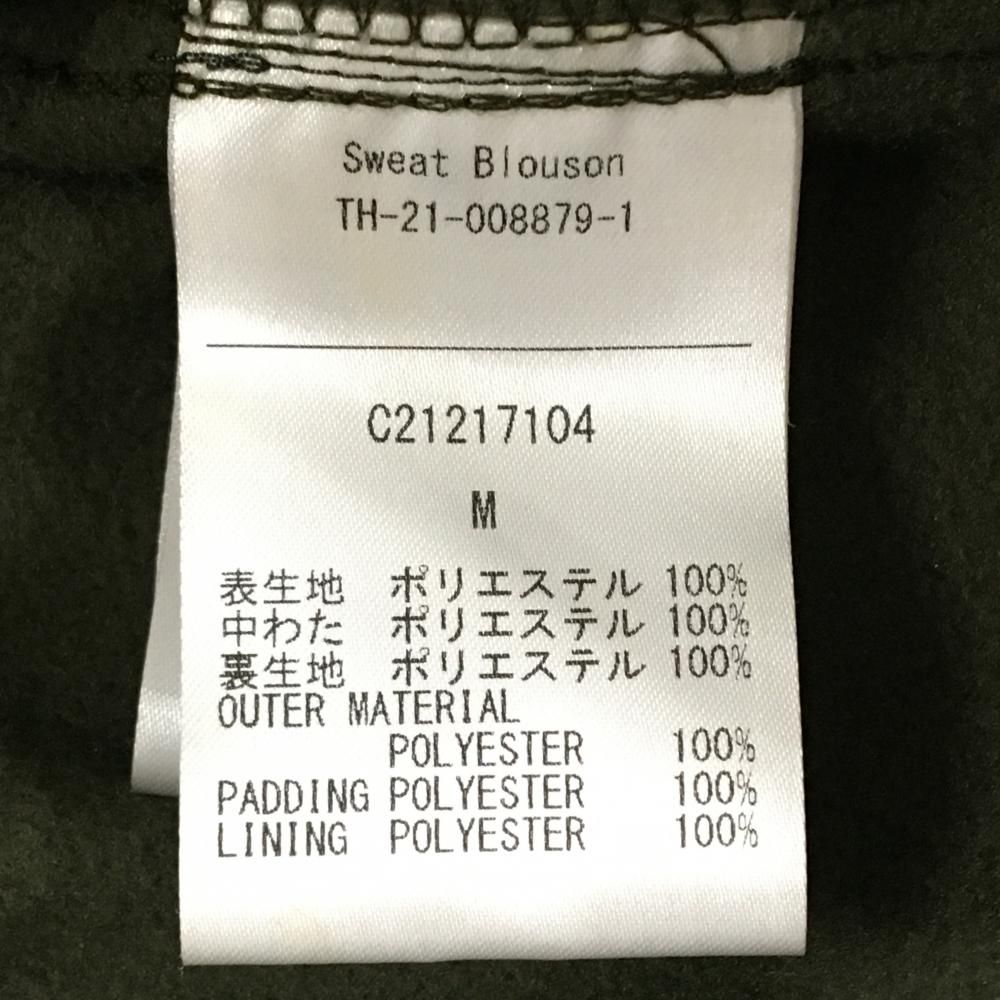 Sweat Blouson
TH-21-008879-1
C21217104
M
表生地 ポリエステル 100%
中わた ポリエステル 100%
裏生地 ポリエステル 100%
OUTER MATERIAL
POLYESTER 100%
PADDING POLYESTER 100%
LINING POLYESTER 100%